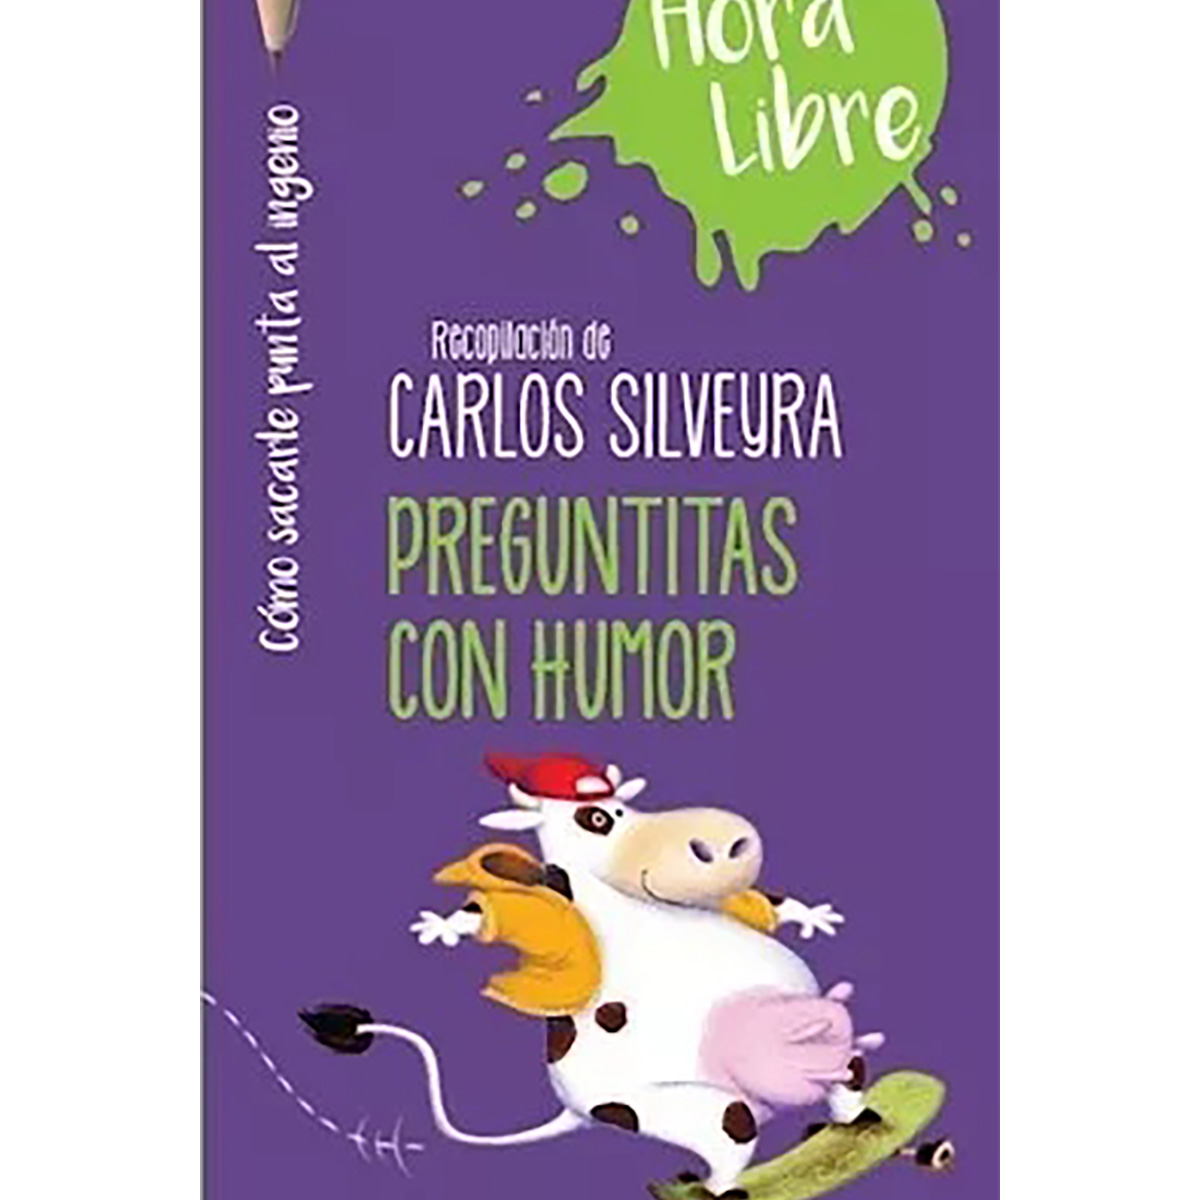 Hora
Libre
Cómo sacarle punta al ingenio
Recopilación de
CARLOS SILVEYRA
PREGUNTITAS
CON HUMOR